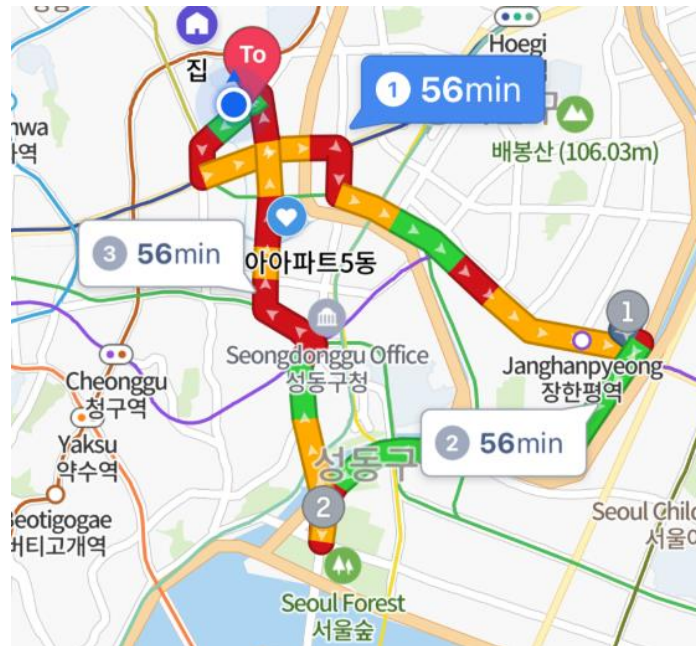 집
To
Hoegi
1 56min
배봉산 (106.03m)
3 56min
아아파트5동
1
Seongdonggu Office
성동구청
Janghanpyeong
장한평역
Cheonggu
청구역
2 56min
Yaksu
약수역
성동구
2
Seoul Chilc
서울어
Beotigogae
버티고개역
Seoul Forest
서울숲